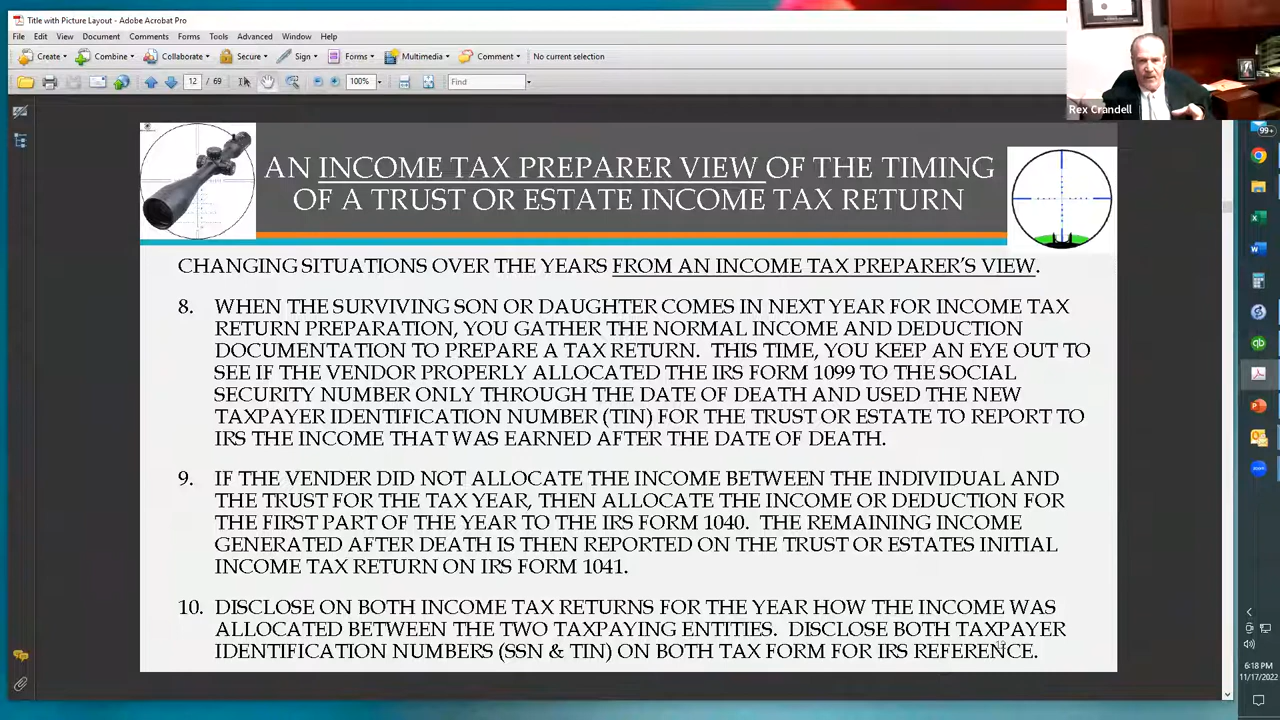 Title with Picture Layout - Adobe Acrobat Pro
File Edit View Document Comments Forms Tools Advanced Window Help
Create Combine Collaborate Secure Sign Forms Multimedia Comment No current selection
12 / 69 100% Find
Rex Crandell
99+
AN INCOME TAX PREPARER VIEW OF THE TIMING
OF A TRUST OR ESTATE INCOME TAX RETURN
CHANGING SITUATIONS OVER THE YEARS FROM AN INCOME TAX PREPARER'S VIEW.
8. WHEN THE SURVIVING SON OR DAUGHTER COMES IN NEXT YEAR FOR INCOME TAX
RETURN PREPARATION, YOU GATHER THE NORMAL INCOME AND DEDUCTION
DOCUMENTATION TO PREPARE A TAX RETURN. THIS TIME, YOU KEEP AN EYE OUT TO
SEE IF THE VENDOR PROPERLY ALLOCATED THE IRS FORM 1099 TO THE SOCIAL
SECURITY NUMBER ONLY THROUGH THE DATE OF DEATH AND USED THE NEW
TAXPAYER IDENTIFICATION NUMBER (TIN) FOR THE TRUST OR ESTATE TO REPORT TO
IRS THE INCOME THAT WAS EARNED AFTER THE DATE OF DEATH.
9. IF THE VENDER DID NOT ALLOCATE THE INCOME BETWEEN THE INDIVIDUAL AND
THE TRUST FOR THE TAX YEAR, THEN ALLOCATE THE INCOME OR DEDUCTION FOR
THE FIRST PART OF THE YEAR TO THE IRS FORM 1040. THE REMAINING INCOME
GENERATED AFTER DEATH IS THEN REPORTED ON THE TRUST OR ESTATES INITIAL
INCOME TAX RETURN ON IRS FORM 1041.
10. DISCLOSE ON BOTH INCOME TAX RETURNS FOR THE YEAR HOW THE INCOME WAS
ALLOCATED BETWEEN THE TWO TAXPAYING ENTITIES. DISCLOSE BOTH TAXPAYER
IDENTIFICATION NUMBERS (SSN & TIN) ON BOTH TAX FORM FOR IRS REFERENCE.
6:18 PM
11/17/2022